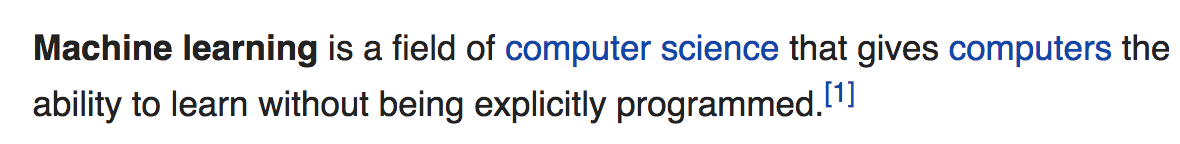 Machine learning is a field of computer science that gives computers the
ability to learn without being explicitly programmed.[1]